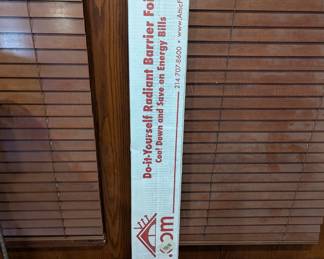 Do-it-Yourself Radiant Barrier Fo
Cool Down and Save on Energy Bills
214.707.8600 • www.AtticF
.com